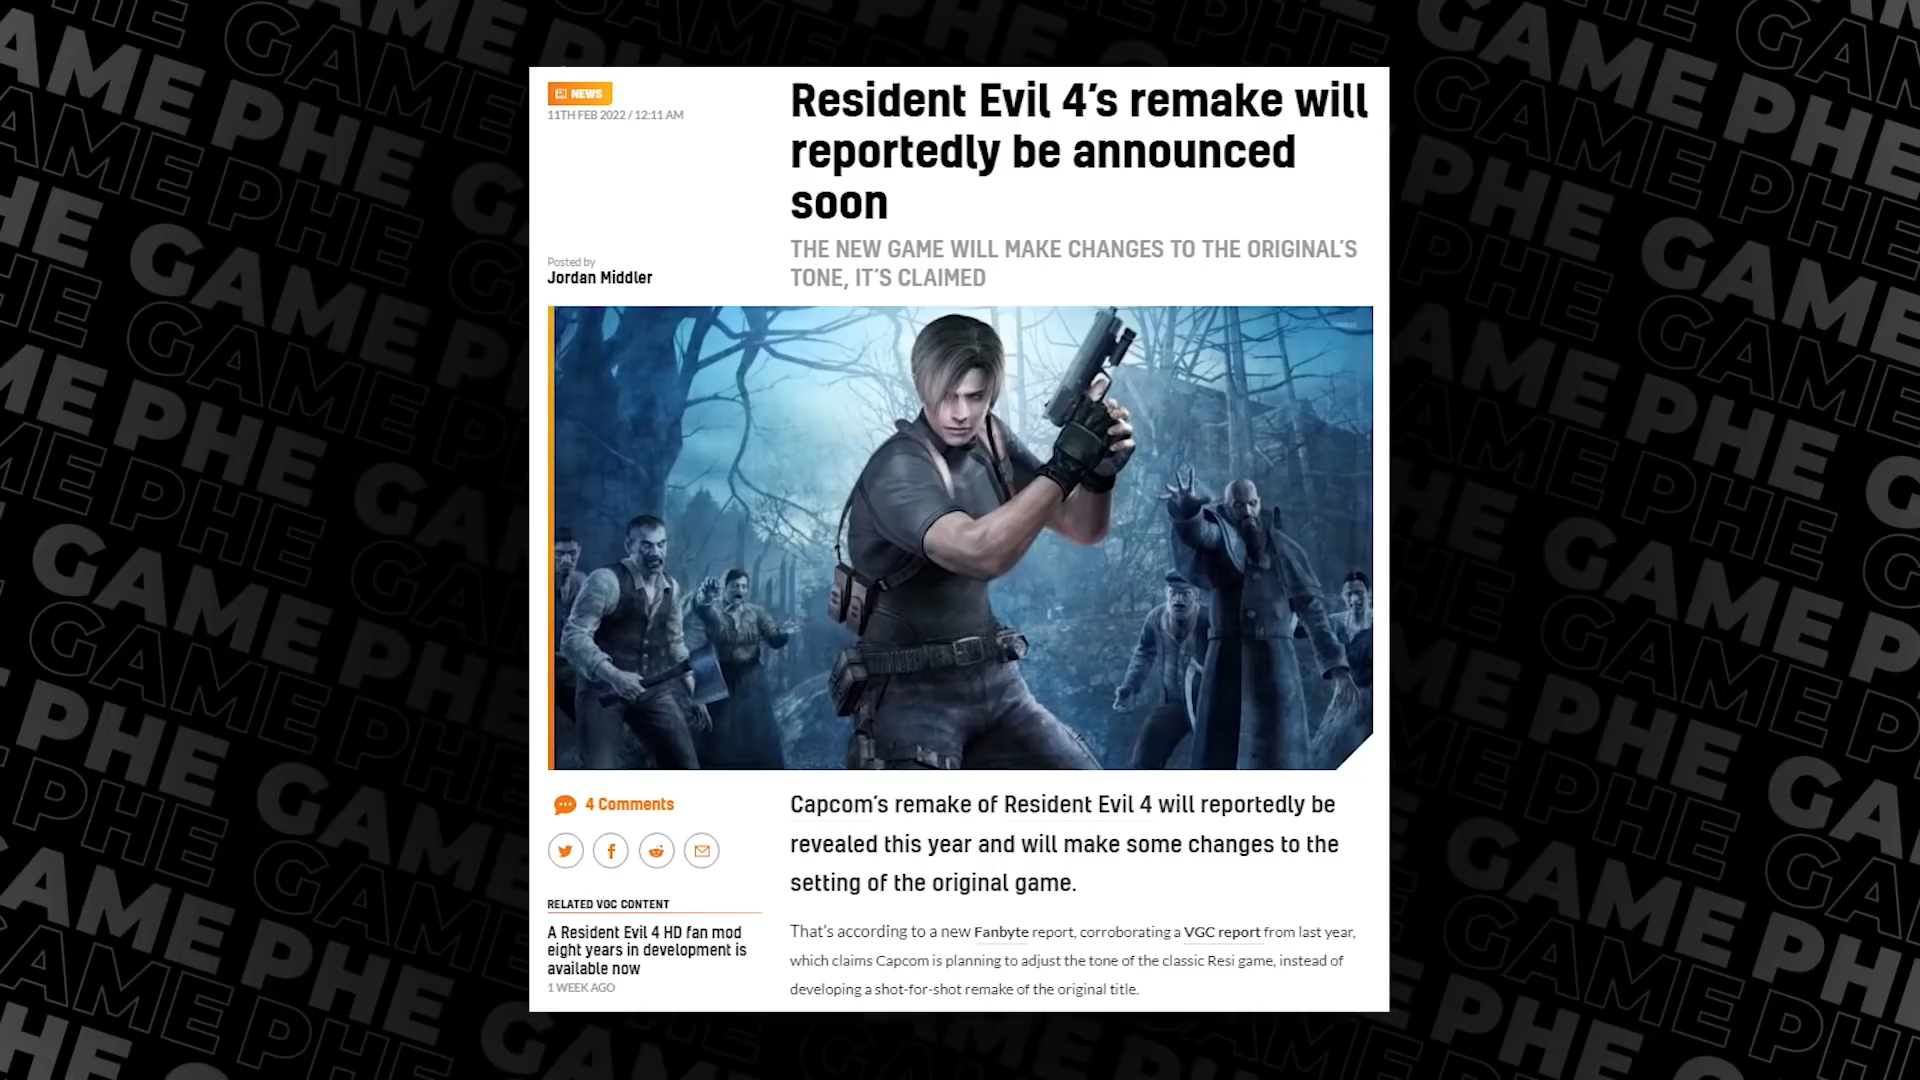 NEWS
11TH FEB 2022 / 12:11 AM
Resident Evil 4’s remake will
reportedly be announced
soon
THE NEW GAME WILL MAKE CHANGES TO THE ORIGINAL’S
TONE, IT’S CLAIMED
Posted by
Jordan Middler
4 Comments
RELATED VGC CONTENT
A Resident Evil 4 HD fan mod
eight years in development is
available now
1 WEEK AGO
Capcom’s remake of Resident Evil 4 will reportedly be
revealed this year and will make some changes to the
setting of the original game.
That’s according to a new Fanbyte report, corroborating a VGC report from last year,
which claims Capcom is planning to adjust the tone of the classic Resi game, instead of
developing a shot-for-shot remake of the original title.
GAME PHE GAME PHE